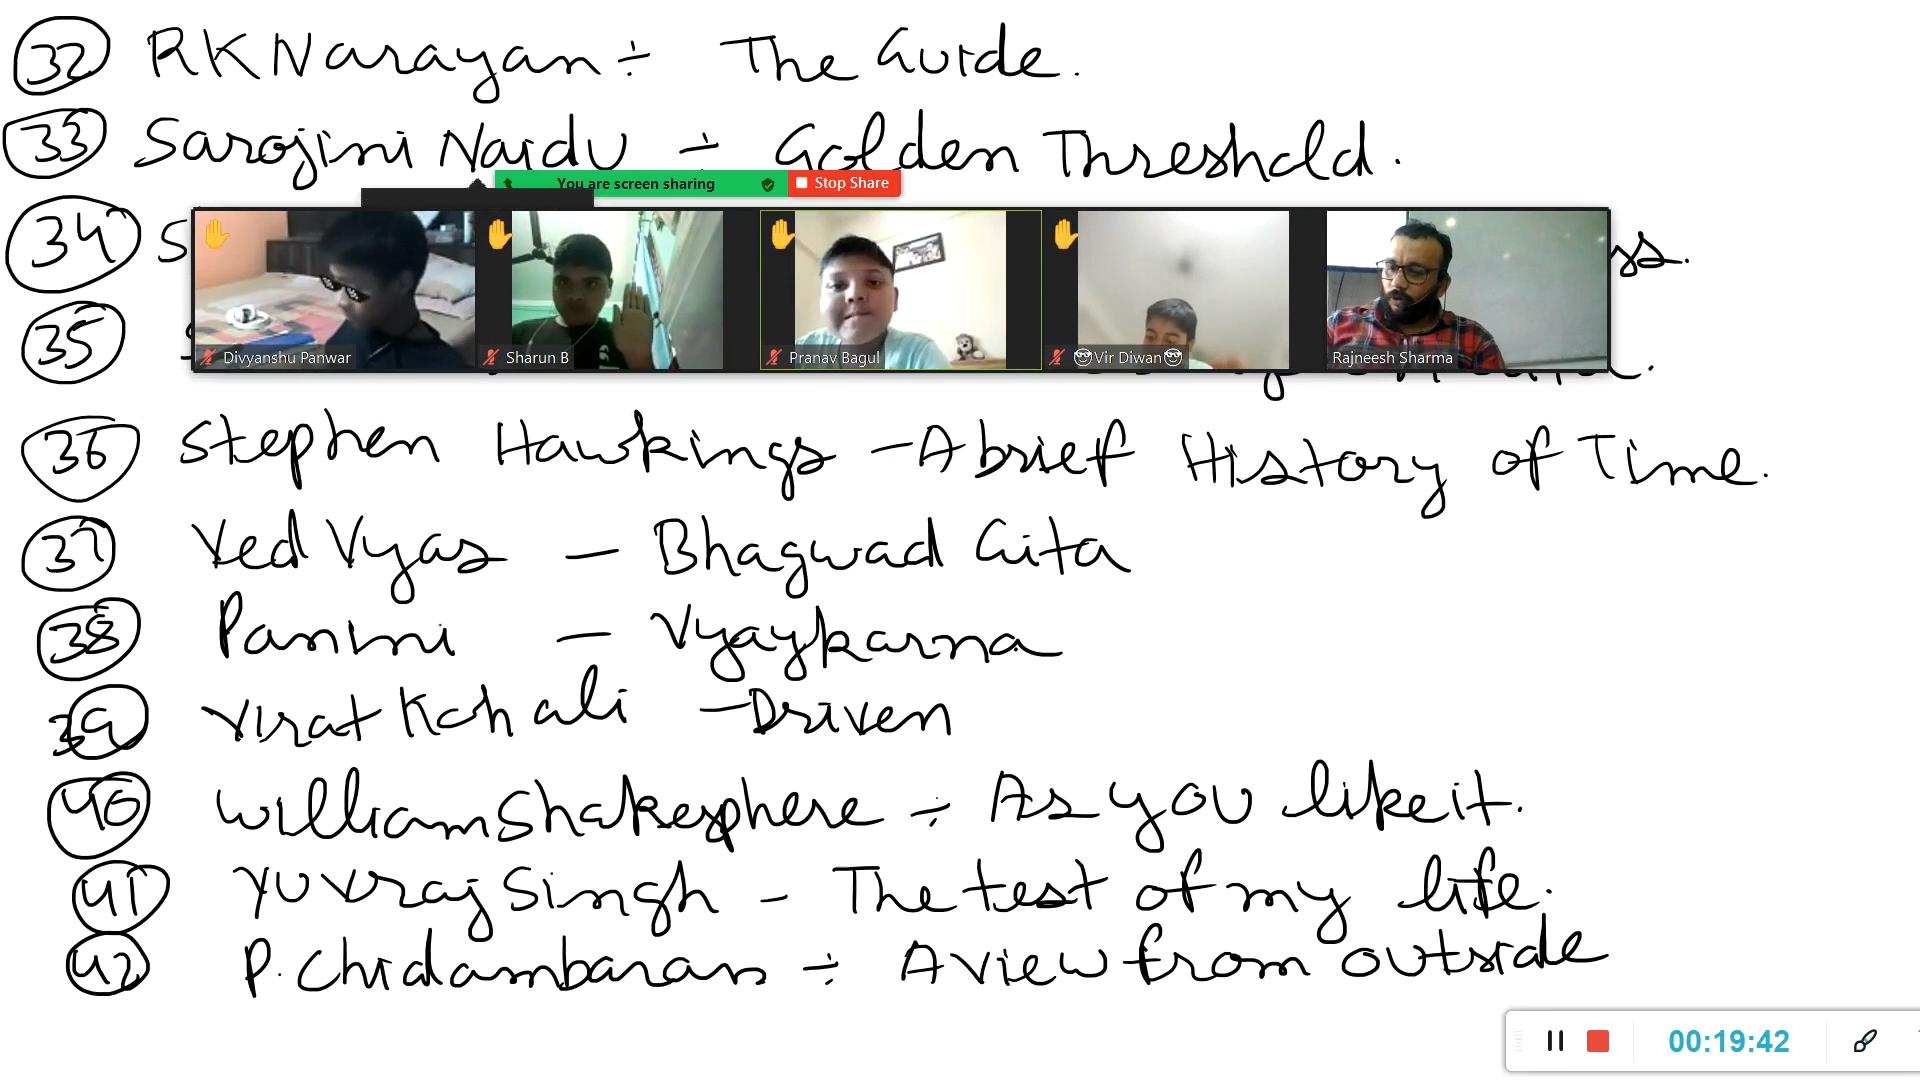 32 RK Narayan ÷ The Guide.
33 Sarojini Naidu ÷ Golden Threshold.
You are screen sharing Stop Share
34 S
35
Divyanshu Panwar Sharun B Pranav Bagul 😎Vir Diwan😎 Rajneesh Sharma
36 Stephen Hawkings - A brief History of Time.
37 Ved Vyas - Bhagwad Gita
38 Panini - Vyaykarna
39 Virat Kohali - Driven
40 William Shakesphere ÷ As you like it.
41 Yuvraj Singh - The test of my life.
42 P. Chidambaram ÷ A view from outside
00:19:42